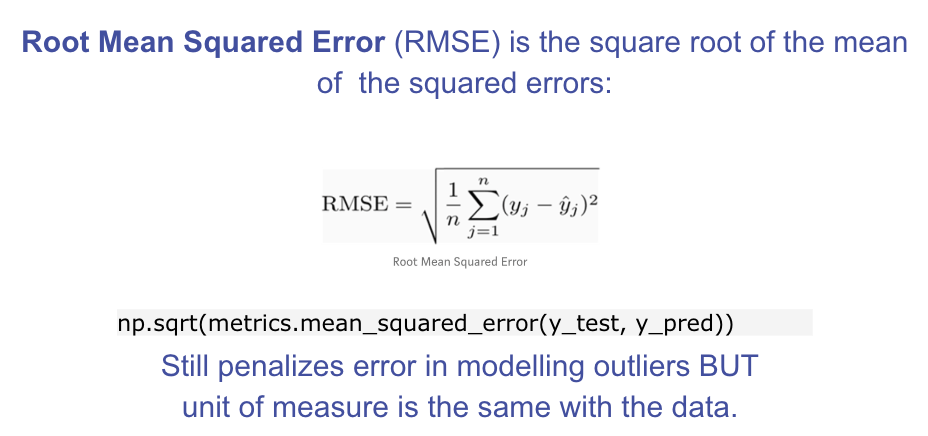 Root Mean Squared Error (RMSE) is the square root of the mean
of the squared errors:
RMSE = √(1/n ∑_{j=1}^{n} (y_j − ŷ_j)²)
Root Mean Squared Error
np.sqrt(metrics.mean_squared_error(y_test, y_pred))
Still penalizes error in modelling outliers BUT
unit of measure is the same with the data.